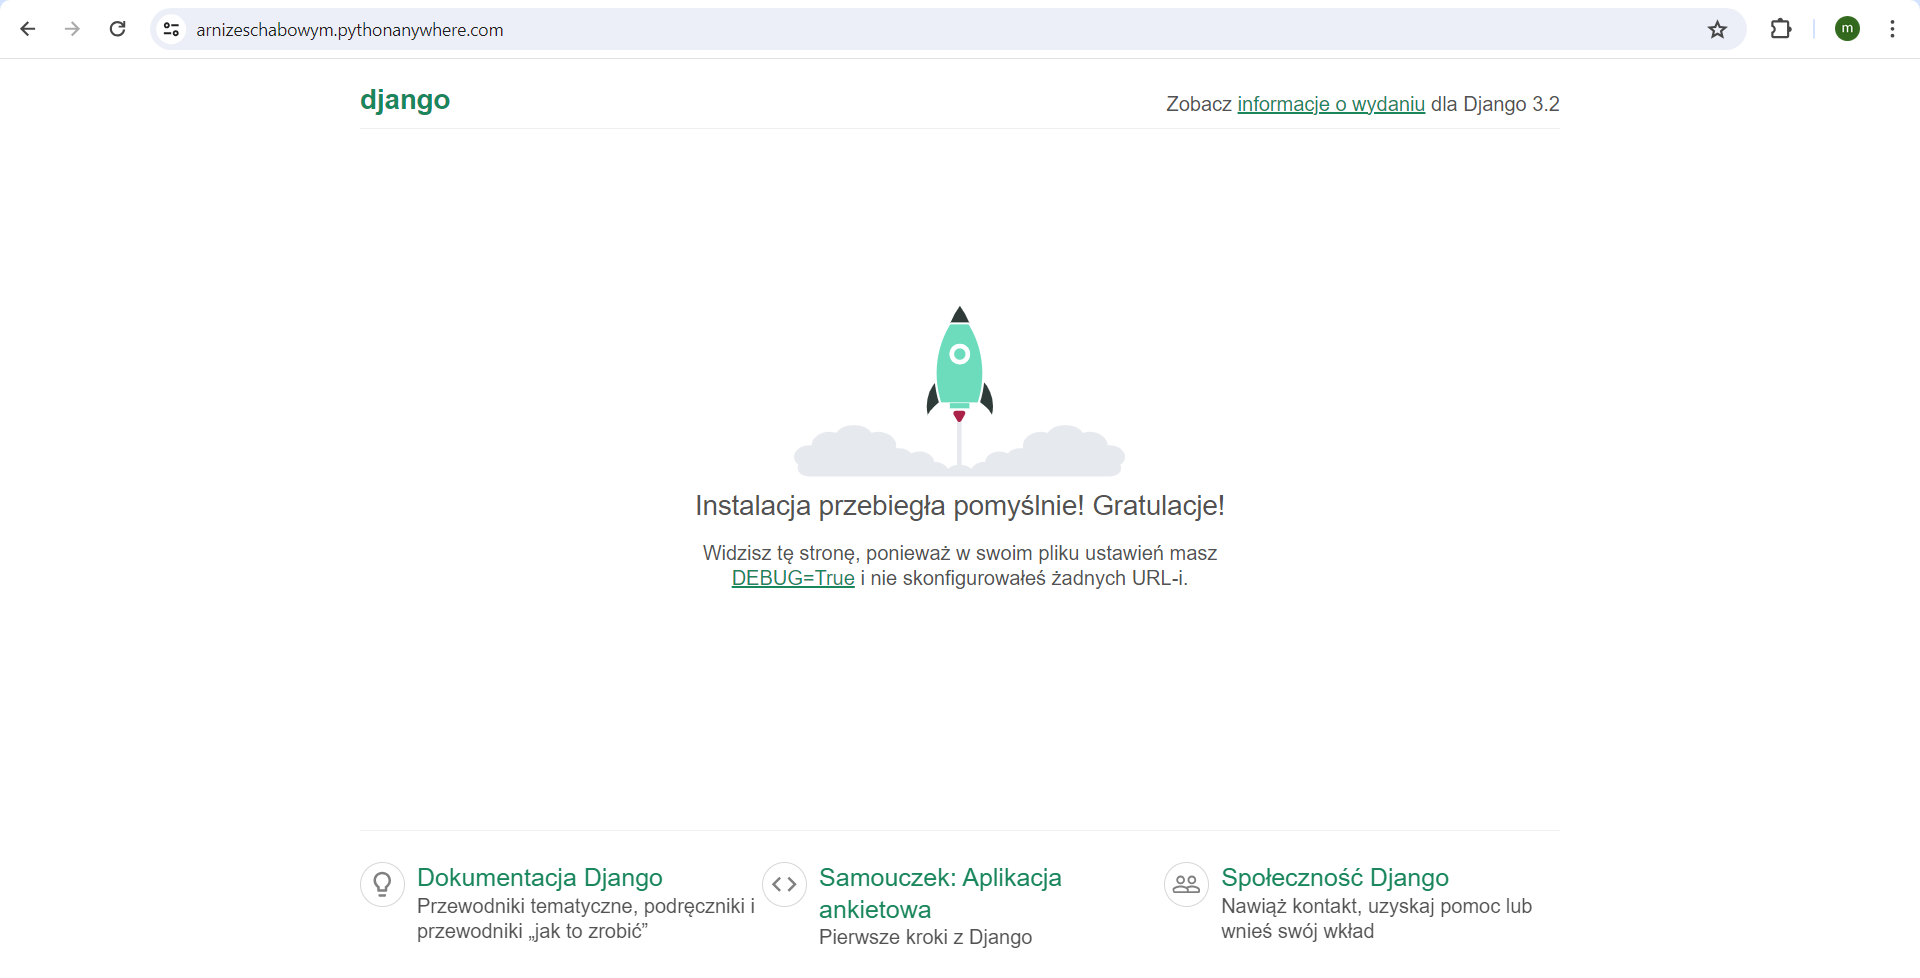 arnizeschabowym.pythonanywhere.com
m
django
Zobacz informacje o wydaniu dla Django 3.2
Instalacja przebiegła pomyślnie! Gratulacje!
Widzisz tę stronę, ponieważ w swoim pliku ustawień masz
DEBUG=True i nie skonfigurowałeś żadnych URL-i.
Dokumentacja Django
Przewodniki tematyczne, podręczniki i
przewodniki „jak to zrobić”
Samouczek: Aplikacja
ankietowa
Pierwsze kroki z Django
Społeczność Django
Nawiąż kontakt, uzyskaj pomoc lub
wnieś swój wkład